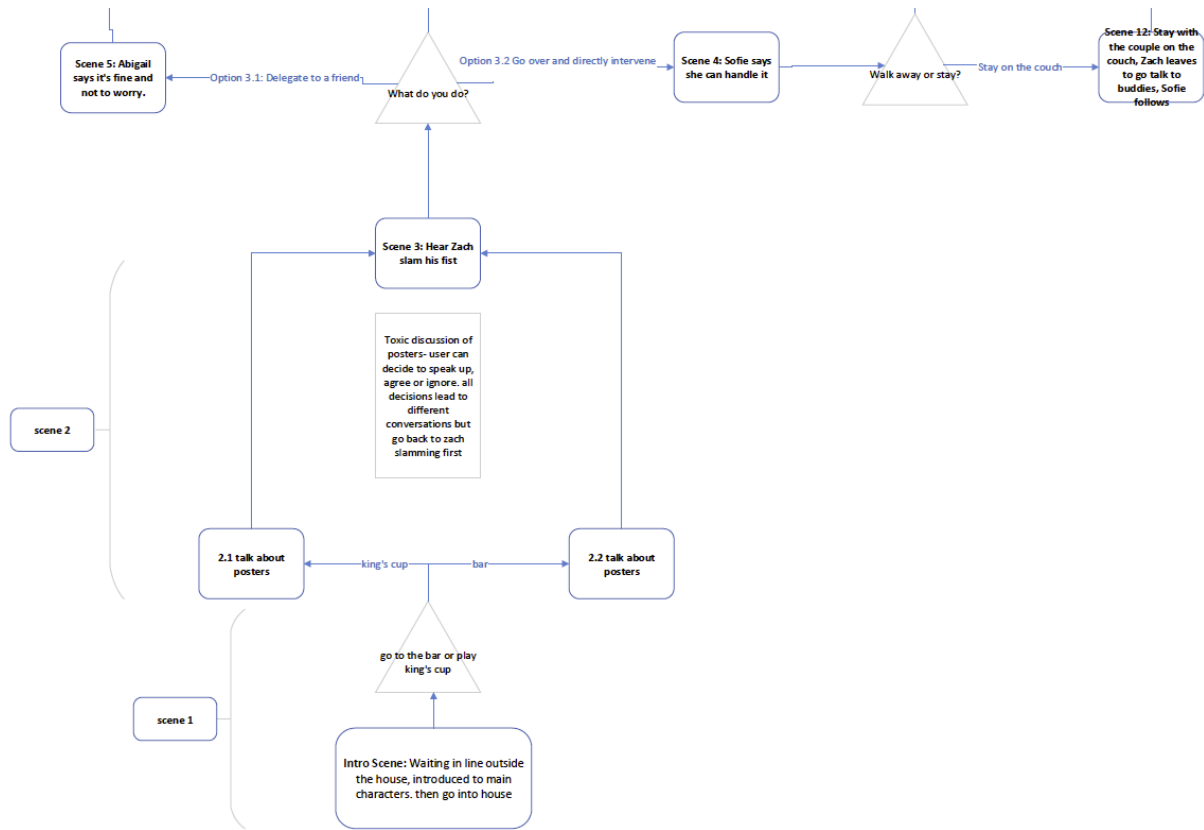 Scene 5: Abigail
says it's fine and
not to worry.
Option 3.1: Delegate to a friend
What do you do?
Option 3.2 Go over and directly intervene
Scene 4: Sofie says
she can handle it
Walk away or stay?
Stay on the couch
Scene 12: Stay with
the couple on the
couch, Zach leaves
to go talk to
buddies, Sofie
follows
Scene 3: Hear Zach
slam his fist
Toxic discussion of
posters- user can
decide to speak up,
agree or ignore. all
decisions lead to
different
conversations but
go back to zach
slamming first
scene 2
2.1 talk about
posters
king's cup
bar
2.2 talk about
posters
go to the bar or play
king's cup
scene 1
Intro Scene: Waiting in line outside
the house, introduced to main
characters. then go into house